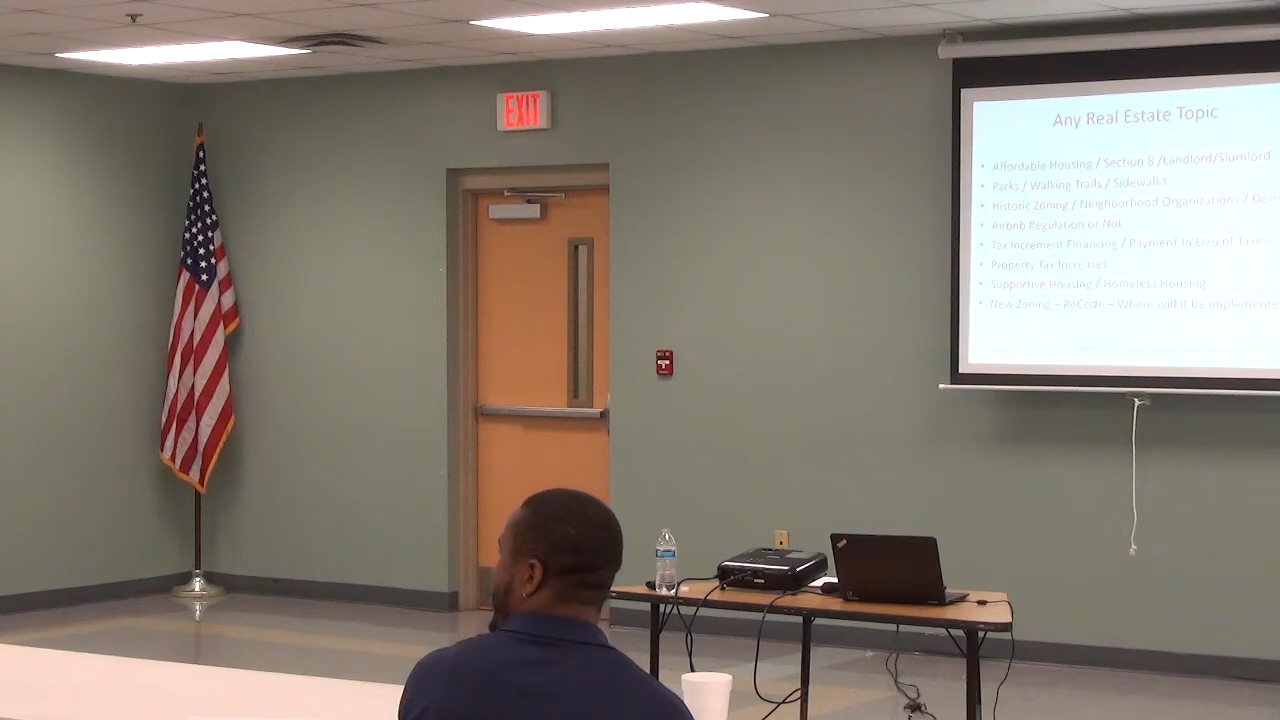 EXIT
Any Real Estate Topic
• Affordable Housing / Section 8 /Landlord/Slumlord
• Parks / Walking Trails / Sidewalks
• Historic Zoning / Neighborhood Organizations /
• Airbnb Regulation or Not
• Tax Increment Financing / Payment In Lieu of Taxes
• Property Tax Increases
• Supportive Housing / Homeless Housing
• New Zoning – ReCode – Where will it be implemente